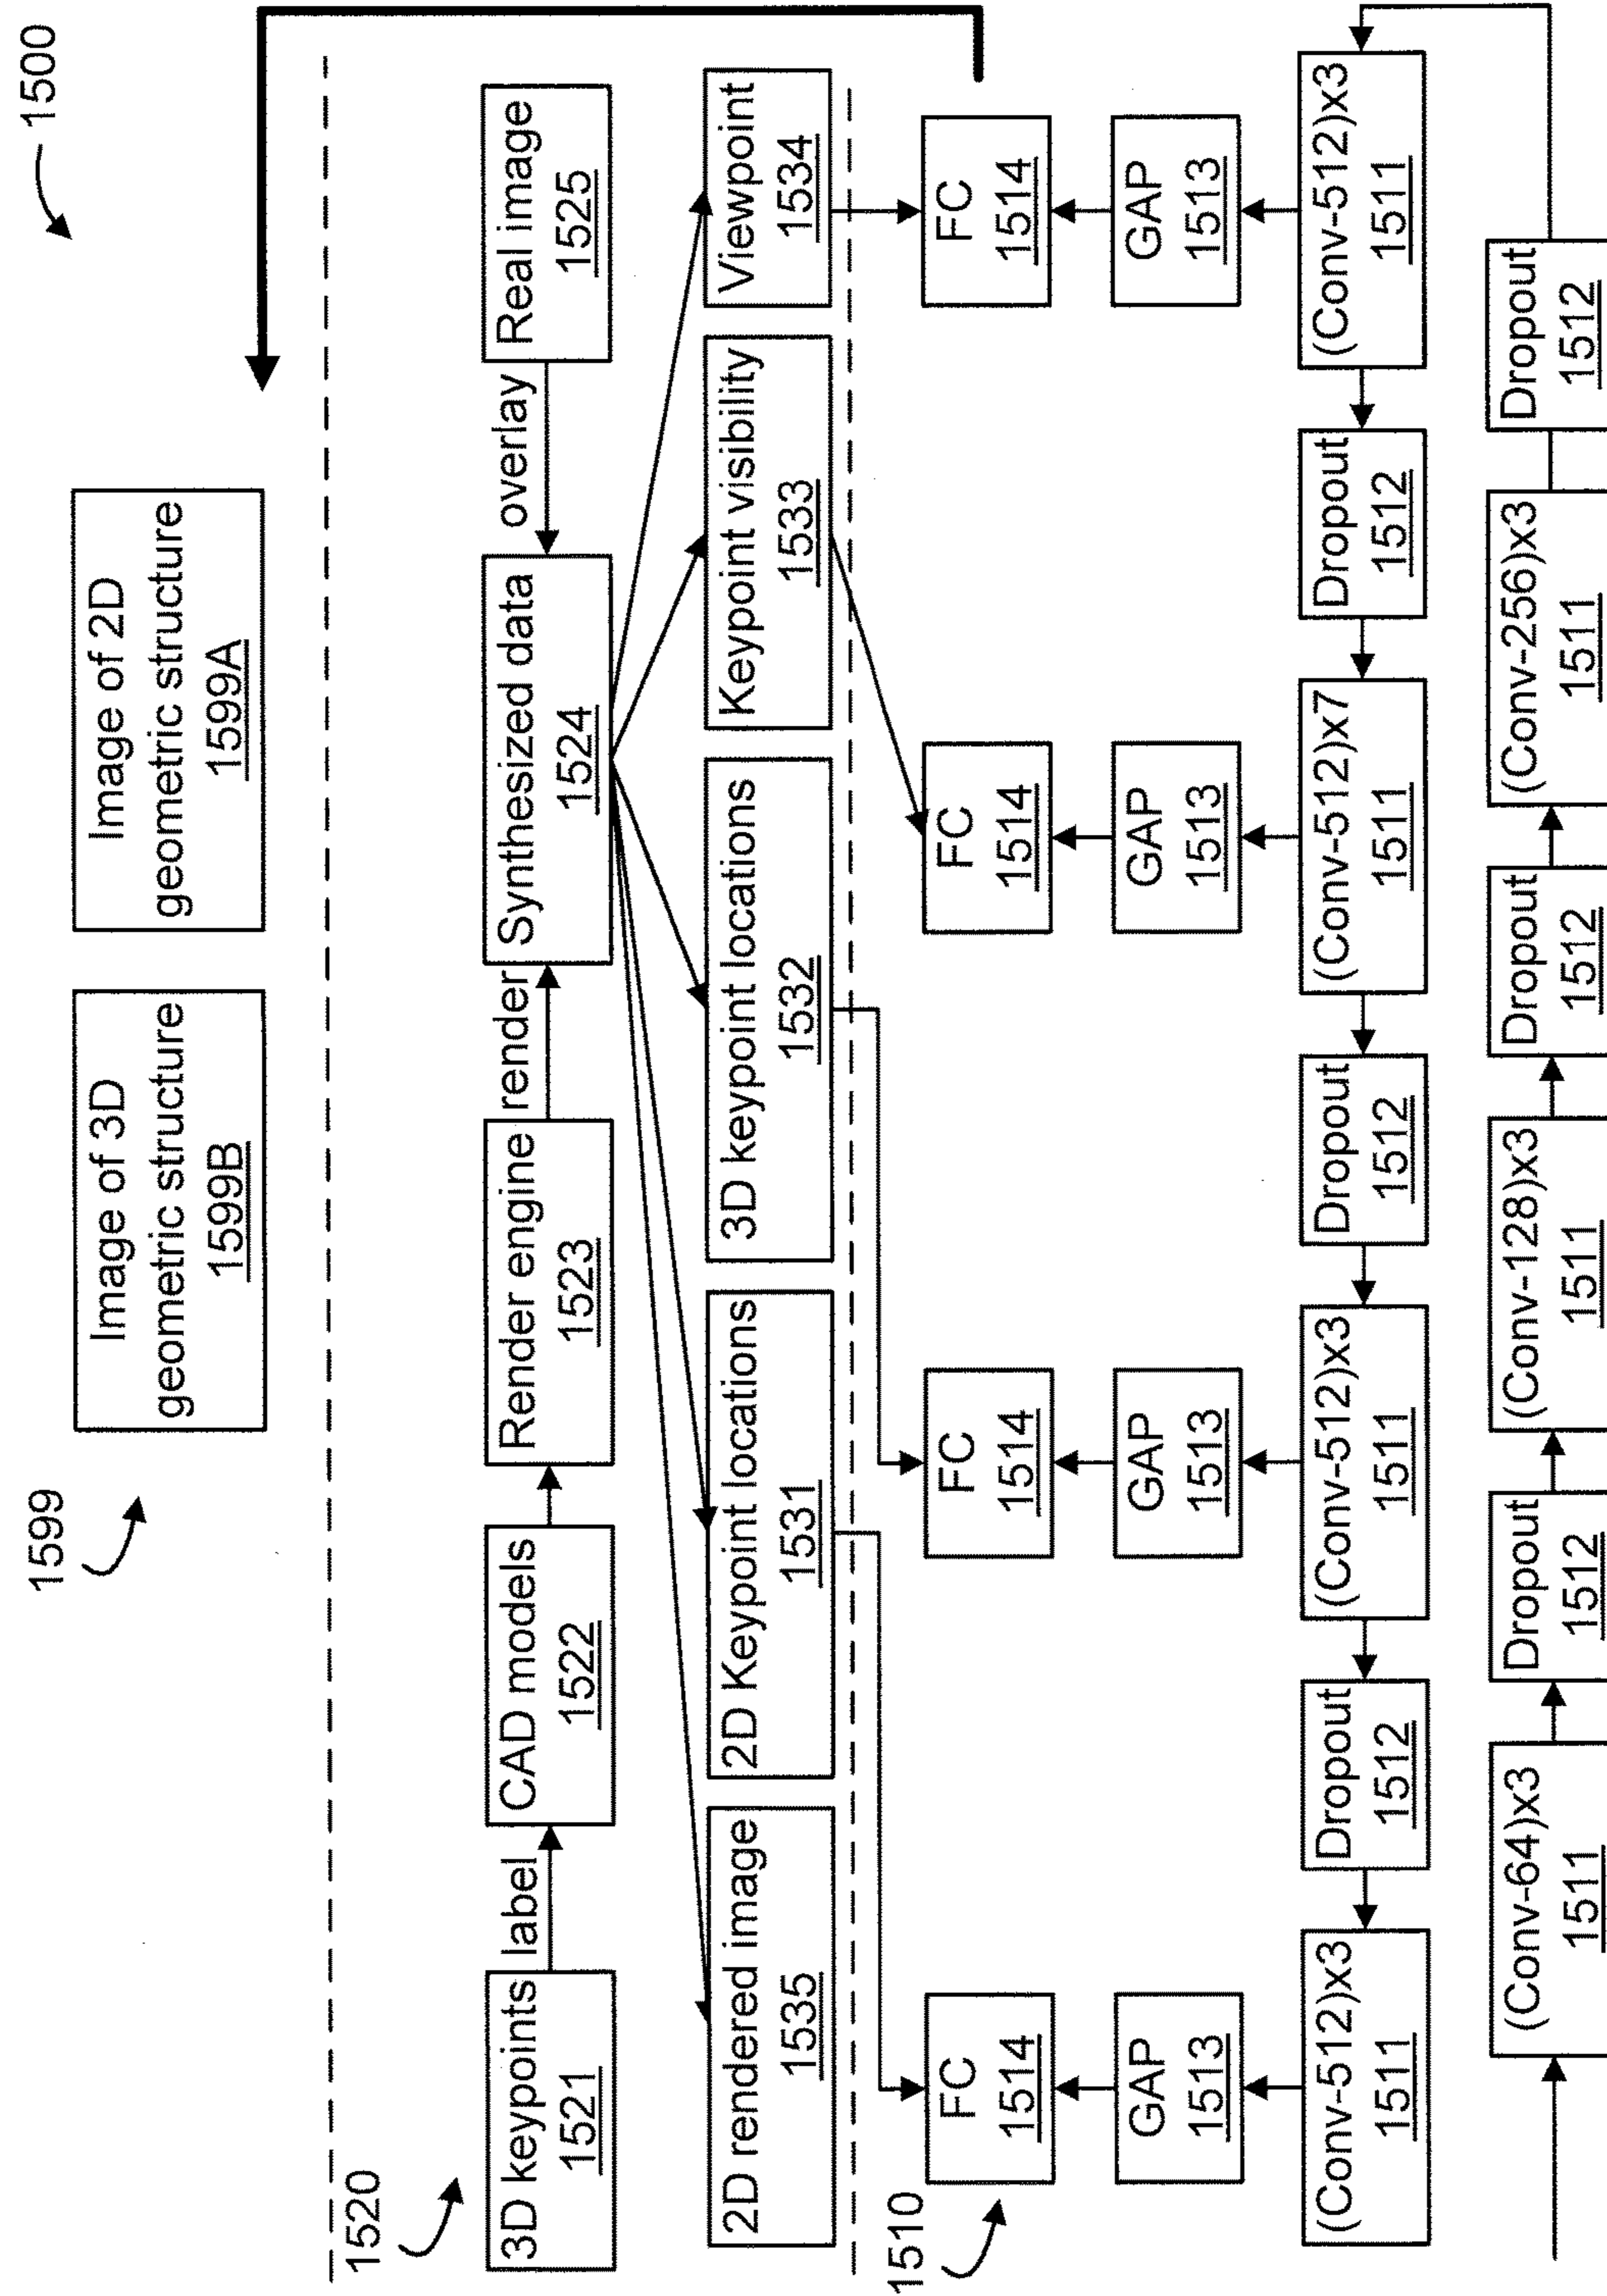 1500
1599
Image of 3D
geometric structure
1599B
Image of 2D
geometric structure
1599A
1520
3D keypoints
1521
label
CAD models
1522
Render engine
1523
render
Synthesized data
1524
overlay
Real image
1525
2D rendered image
1535
2D Keypoint locations
1531
3D keypoint locations
1532
Keypoint visibility
1533
Viewpoint
1534
1510
FC
1514
FC
1514
FC
1514
FC
1514
GAP
1513
GAP
1513
GAP
1513
GAP
1513
(Conv-512)x3
1511
Dropout
1512
(Conv-512)x3
1511
Dropout
1512
(Conv-512)x7
1511
Dropout
1512
(Conv-512)x3
1511
(Conv-64)x3
1511
Dropout
1512
(Conv-128)x3
1511
Dropout
1512
(Conv-256)x3
1511
Dropout
1512